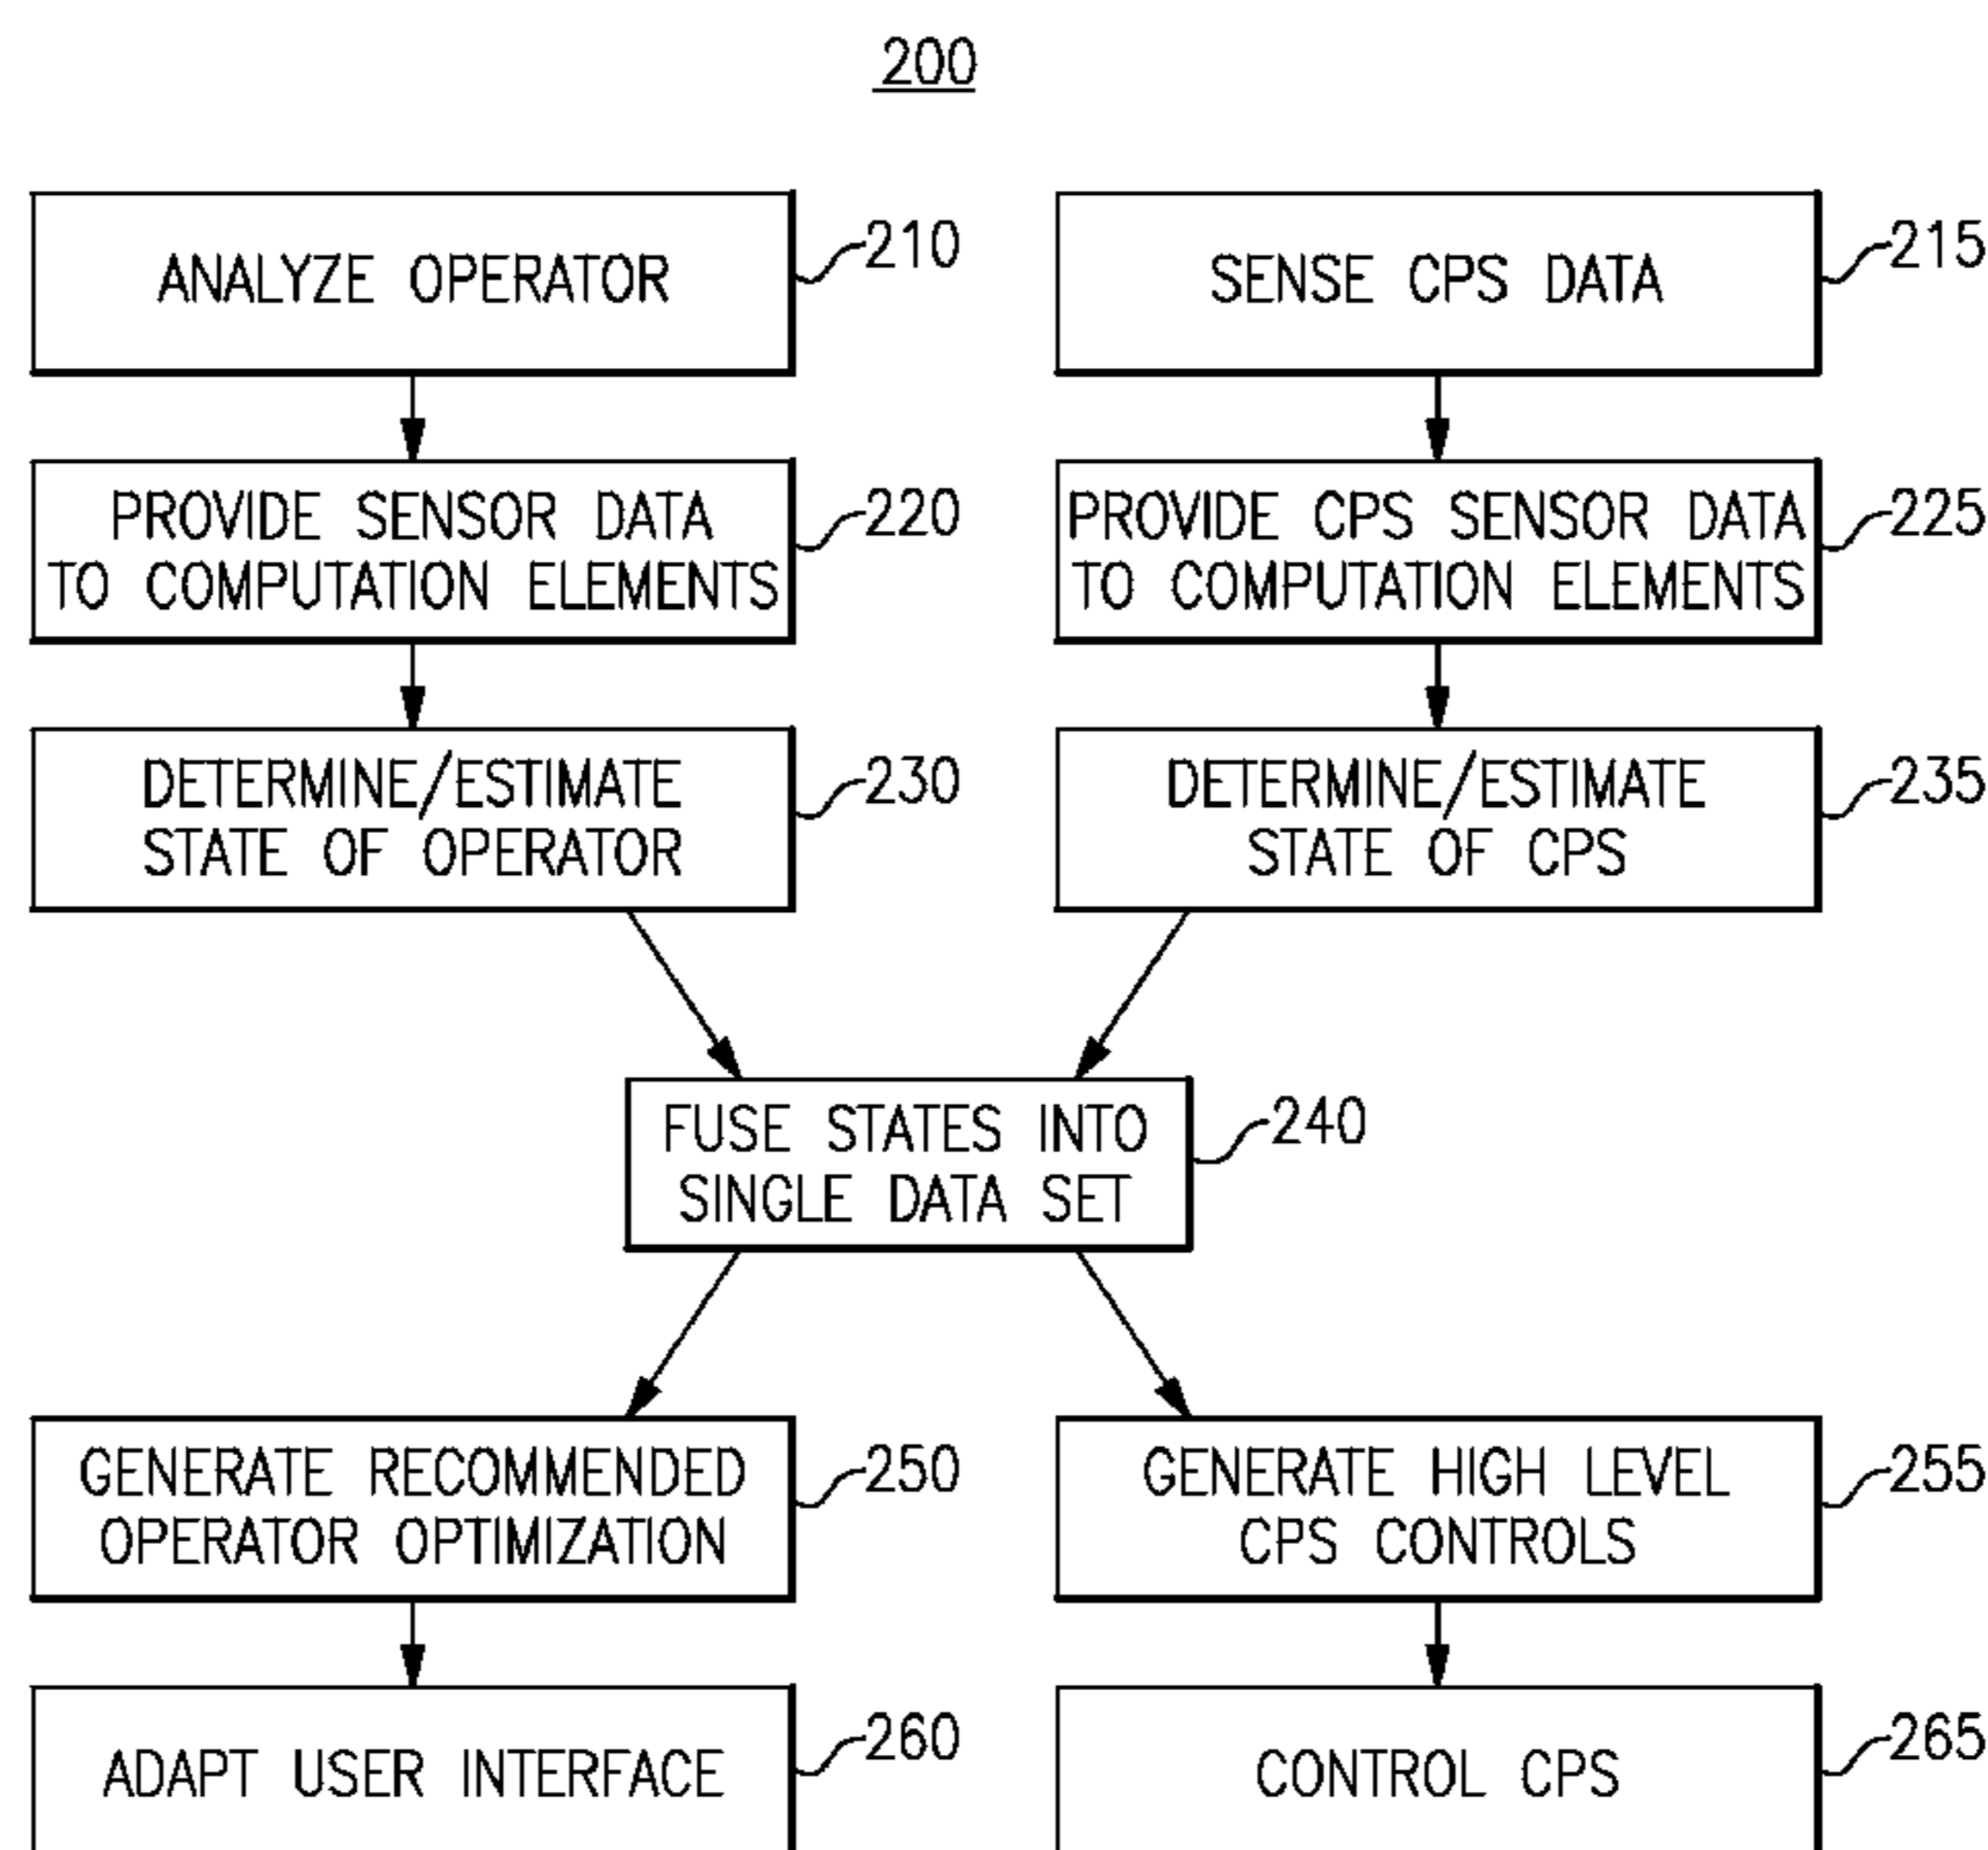 200
ANALYZE OPERATOR
210
SENSE CPS DATA
215
PROVIDE SENSOR DATA
TO COMPUTATION ELEMENTS
220
PROVIDE CPS SENSOR DATA
TO COMPUTATION ELEMENTS
225
DETERMINE/ESTIMATE
STATE OF OPERATOR
230
DETERMINE/ESTIMATE
STATE OF CPS
235
FUSE STATES INTO
SINGLE DATA SET
240
GENERATE RECOMMENDED
OPERATOR OPTIMIZATION
250
GENERATE HIGH LEVEL
CPS CONTROLS
255
ADAPT USER INTERFACE
260
CONTROL CPS
265